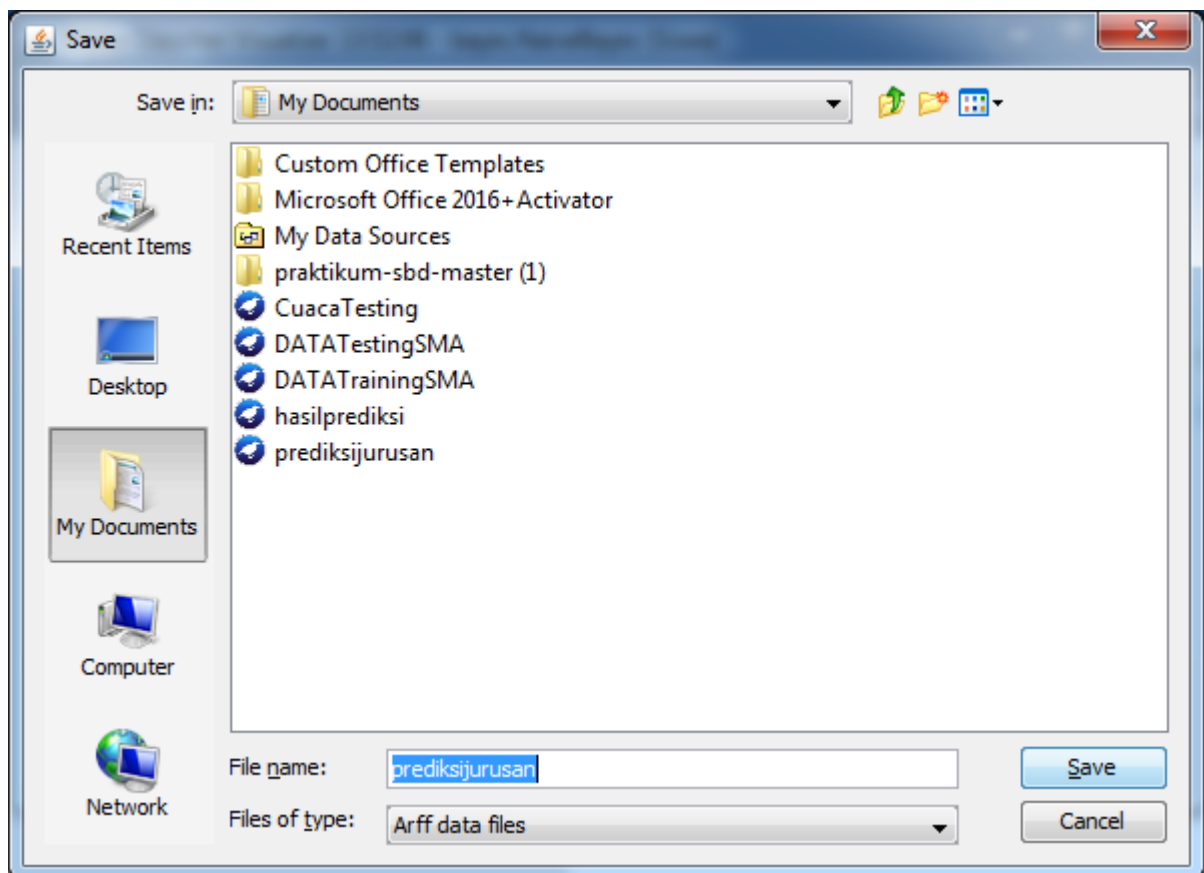 Save
Save in: My Documents
Custom Office Templates
Microsoft Office 2016+Activator
My Data Sources
praktikum-sbd-master (1)
CuacaTesting
DATATestingSMA
DATATrainingSMA
hasilprediksi
prediksijurusan
Recent Items
Desktop
My Documents
Computer
Network
File name: prediksijurusan Save
Files of type: Arff data files Cancel